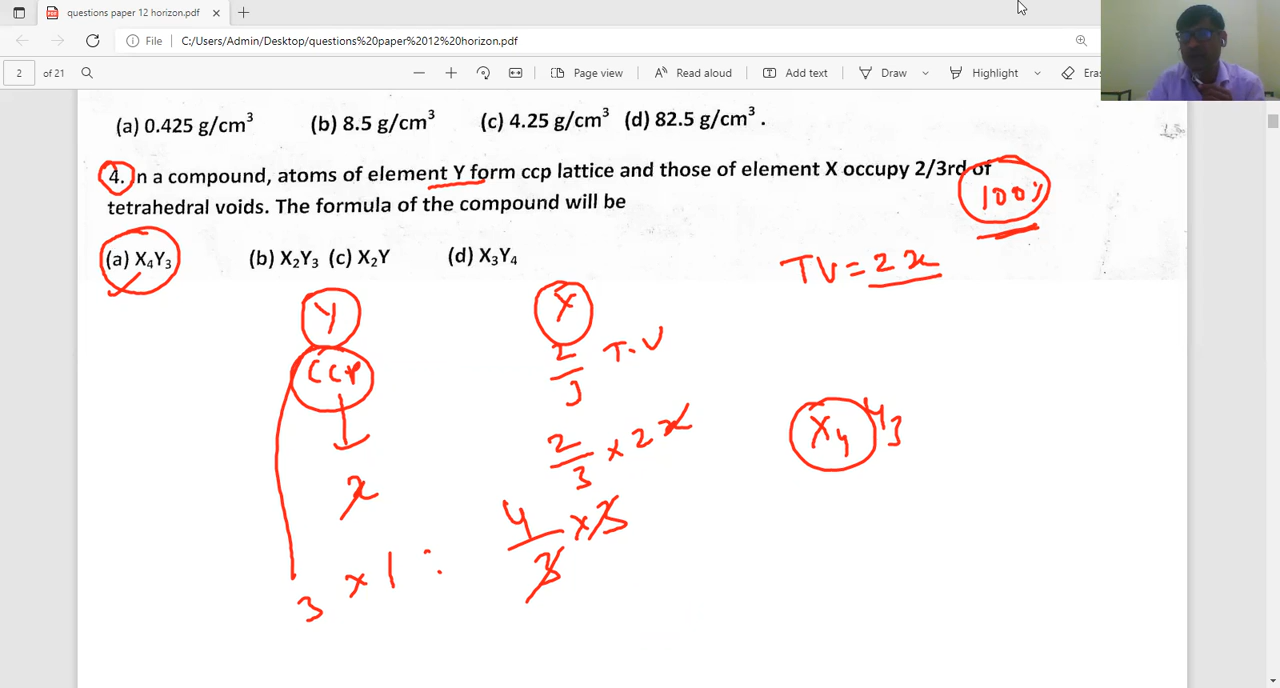 questions paper 12 horizon.pdf
File C:/Users/Admin/Desktop/questions%20paper%2012%20horizon.pdf
2 of 21 Page view Read aloud Add text Draw Highlight Eras
(a) 0.425 g/cm³ (b) 8.5 g/cm³ (c) 4.25 g/cm³ (d) 82.5 g/cm³ .
4. In a compound, atoms of element Y form ccp lattice and those of element X occupy 2/3rd of
100%
tetrahedral voids. The formula of the compound will be
(a) X₄Y₃ (b) X₂Y₃ (c) X₂Y (d) X₃Y₄
TV = 2x
Y X
CCP 2/3 T.V
x 2/3 × 2x
X₄Y₃
3 × 1 : 4/3 × 3